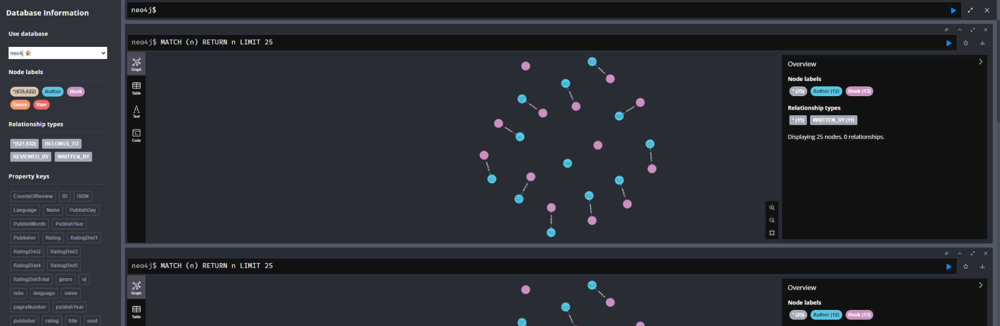 Database Information
Use database
neo4j
Node labels
*(635,622) Author Book
Genre User
Relationship types
*(521,932) BELONGS_TO
REVIEWED_BY WRITTEN_BY
Property keys
CountsOfReview ID ISBN
Language Name PublishDay
PublishMonth PublishYear
Publisher Rating RatingDist1
RatingDist2 RatingDist3
RatingDist4 RatingDist5
RatingDistTotal genre id
isbn language name
pagesNumber publishYear
publisher rating title uuid
neo4j$
neo4j$ MATCH (n) RETURN n LIMIT 25
Graph
Table
Text
Code
Overview
Node labels
* (25) Author (12) Book (13)
Relationship types
* (11) WRITTEN_BY (11)
Displaying 25 nodes, 0 relationships.
neo4j$ MATCH (n) RETURN n LIMIT 25
Graph
Table
Overview
Node labels
* (25) Author (12) Book (13)